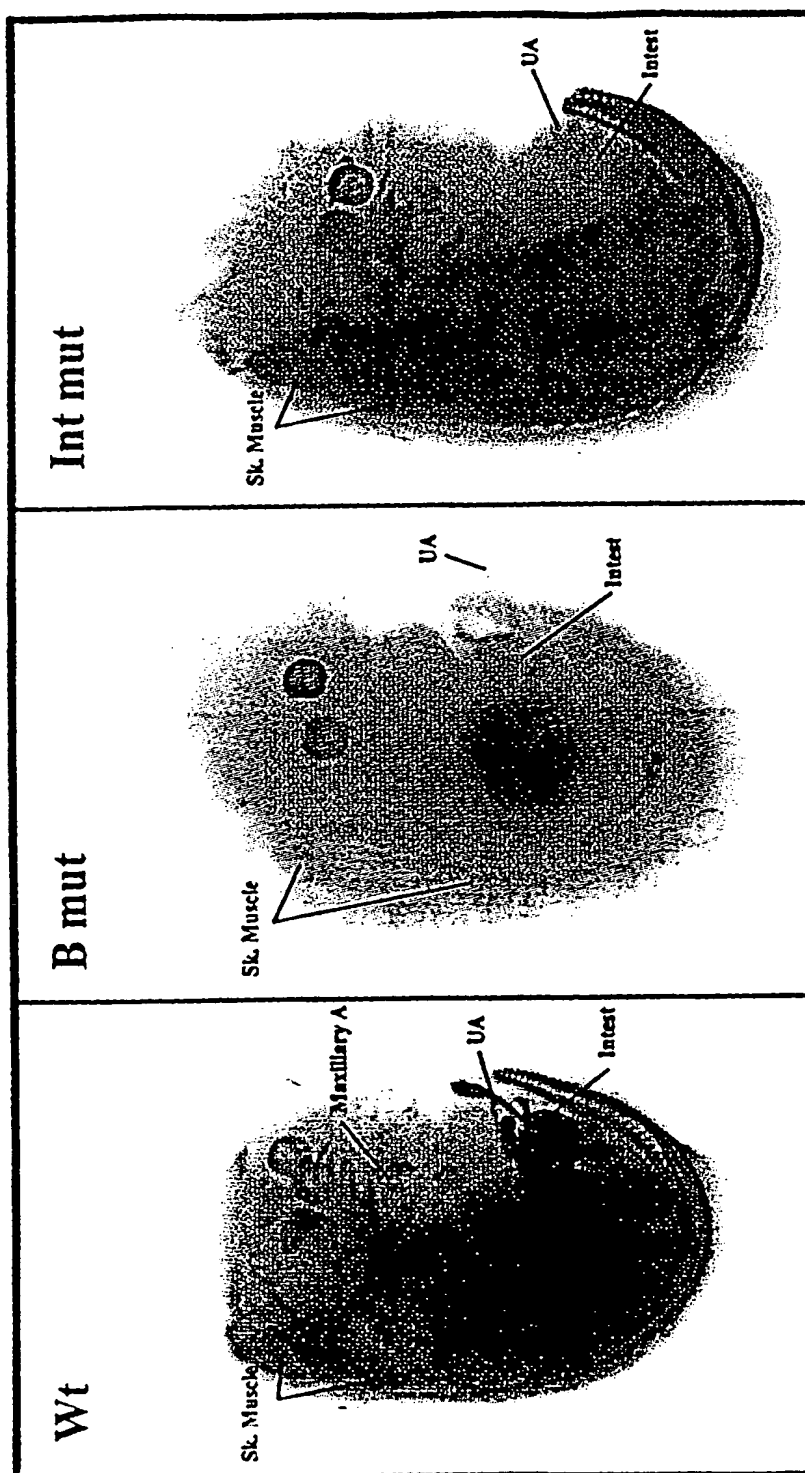 Wt
Sk. Muscle
Maxillary A
UA
Intest
B mut
Sk. Muscle
UA
Intest
Int mut
Sk. Muscle
UA
Intest